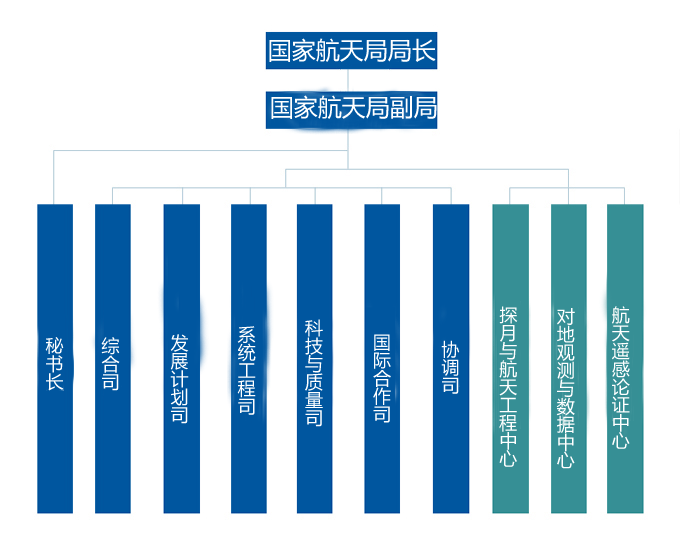 国家航天局局长
国家航天局副局
秘书长
综合司
发展计划司
系统工程司
科技与质量司
国际合作司
协调司
探月与航天工程中心
对地观测与数据中心
航天遥感论证中心